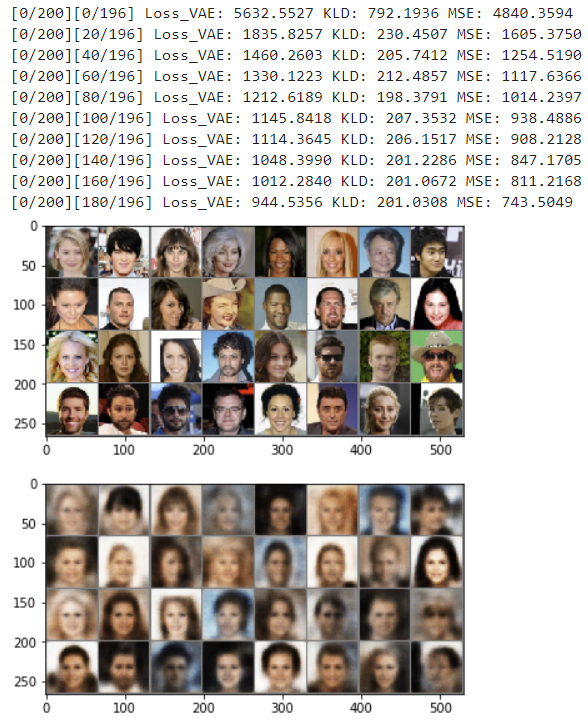 [0/200][0/196] Loss_VAE: 5632.5527 KLD: 792.1936 MSE: 4840.3594
[0/200][20/196] Loss_VAE: 1835.8257 KLD: 230.4507 MSE: 1605.3750
[0/200][40/196] Loss_VAE: 1460.2603 KLD: 205.7412 MSE: 1254.5190
[0/200][60/196] Loss_VAE: 1330.1223 KLD: 212.4857 MSE: 1117.6366
[0/200][80/196] Loss_VAE: 1212.6189 KLD: 198.3791 MSE: 1014.2397
[0/200][100/196] Loss_VAE: 1145.8418 KLD: 207.3532 MSE: 938.4886
[0/200][120/196] Loss_VAE: 1114.3645 KLD: 206.1517 MSE: 908.2128
[0/200][140/196] Loss_VAE: 1048.3990 KLD: 201.2286 MSE: 847.1705
[0/200][160/196] Loss_VAE: 1012.2840 KLD: 201.0672 MSE: 811.2168
[0/200][180/196] Loss_VAE: 944.5356 KLD: 201.0308 MSE: 743.5049
0
50
100
150
200
250
0 100 200 300 400 500
0
50
100
150
200
250
0 100 200 300 400 500